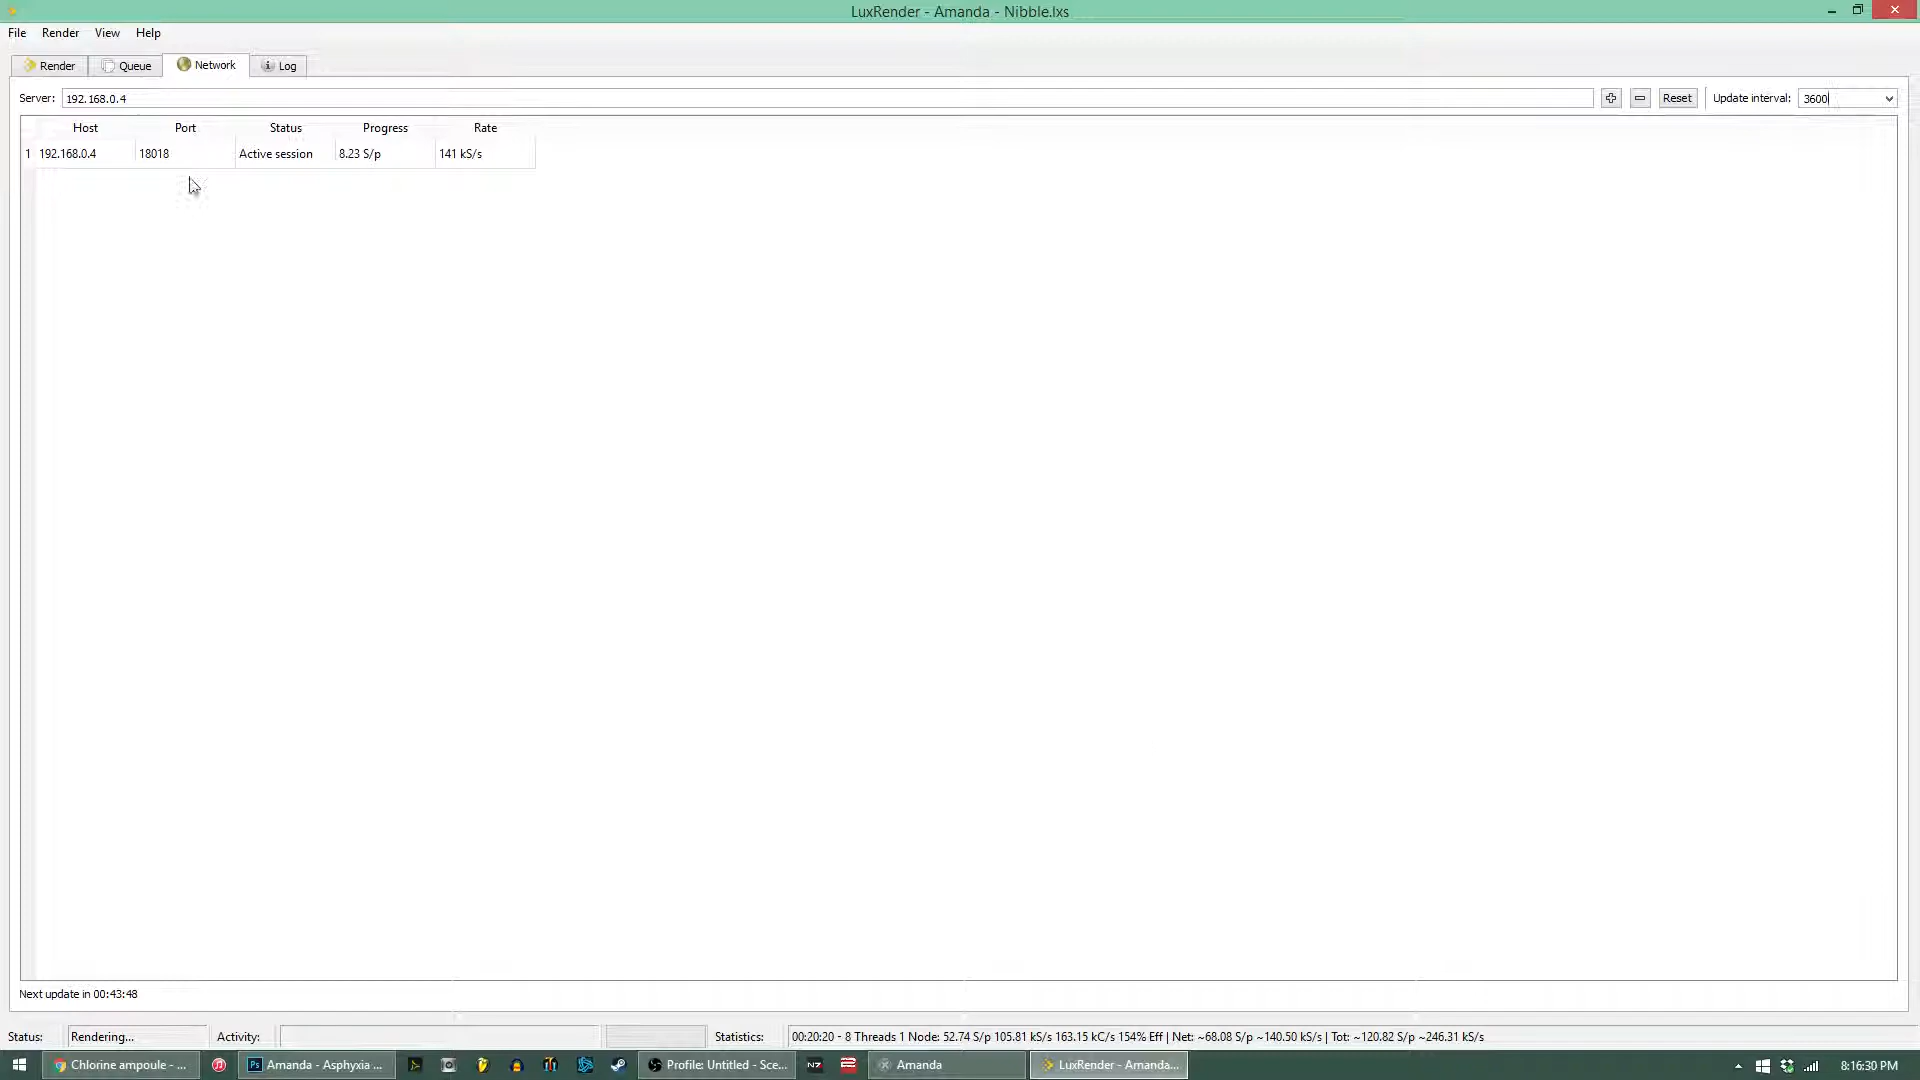 LuxRender - Amanda - Nibble.lxs
File Render View Help
Render Queue Network Log
Server: 192.168.0.4 Reset Update interval: 3600
Host Port Status Progress Rate
1 192.168.0.4 18018 Active session 8.23 S/p 141 kS/s
Next update in 00:43:48
Status: Rendering... Activity: Statistics: 00:20:20 - 8 Threads 1 Node: 52.74 S/p 105.81 kS/s 163.15 kC/s 154% Eff | Net: ~68.08 S/p ~140.50 kS/s | Tot: ~120.82 S/p ~246.31 kS/s
Chlorine ampoule - ... Ps Amanda - Asphyxia ... Profile: Untitled - Sce... N7 Amanda LuxRender - Amanda... 8:16:30 PM